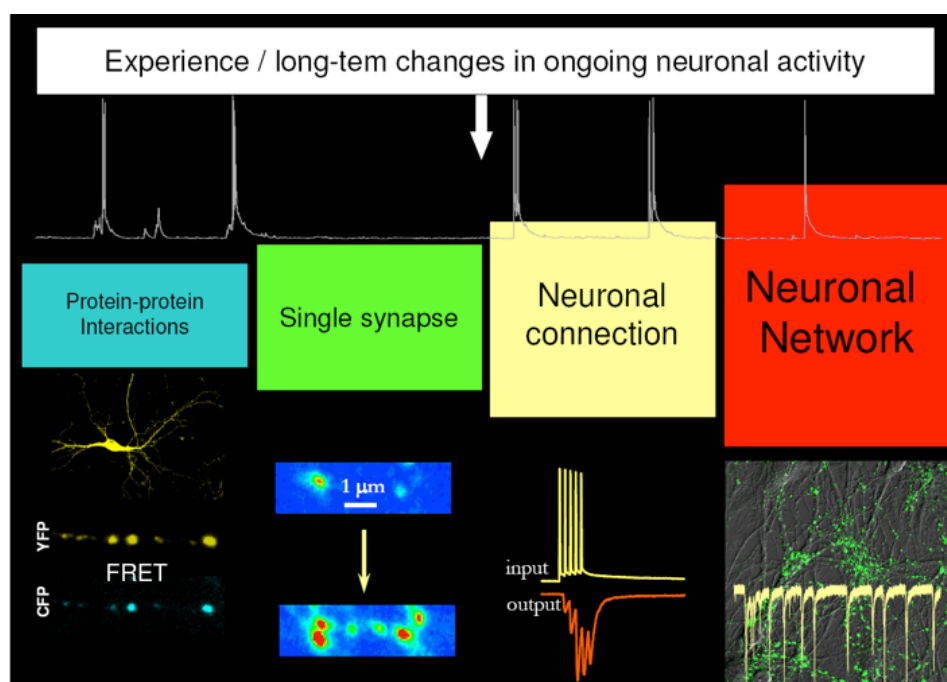 Experience / long-tem changes in ongoing neuronal activity
Protein-protein
Interactions
Single synapse
Neuronal
connection
Neuronal
Network
1 μm
YFP
FRET
CFP
input
output